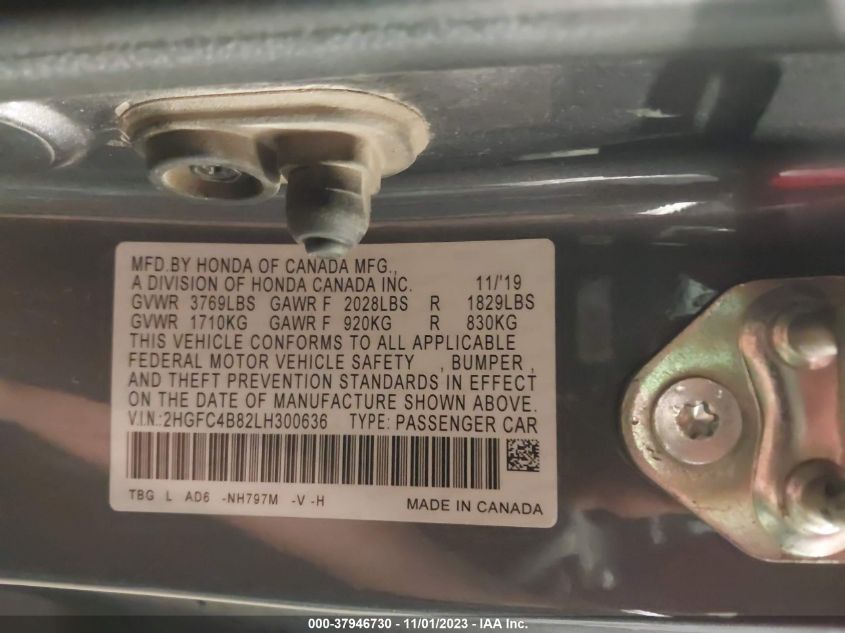 MFD.BY HONDA OF CANADA MFG.,
A DIVISION OF HONDA CANADA INC. 11/'19
GVWR 3769LBS GAWR F 2028LBS R 1829LBS
GVWR 1710KG GAWR F 920KG R 830KG
THIS VEHICLE CONFORMS TO ALL APPLICABLE
FEDERAL MOTOR VEHICLE SAFETY , BUMPER ,
AND THEFT PREVENTION STANDARDS IN EFFECT
ON THE DATE OF MANUFACTURE SHOWN ABOVE.
V.I.N.:2HGFC4B82LH300636 TYPE: PASSENGER CAR
TBG L AD6 -NH797M -V -H MADE IN CANADA
000-37946730 - 11/01/2023 - IAA Inc.